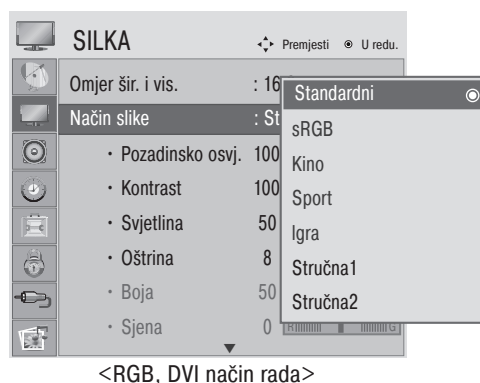 SILKA
Premjesti U redu.
Omjer šir. i vis. : 16
Način slike : St
· Pozadinsko osvj. 100
· Kontrast 100
· Svjetlina 50
· Oštrina 8
· Boja 50
· Sjena 0 R G
Standardni
sRGB
Kino
Sport
Igra
Stručna1
Stručna2
<RGB, DVI način rada>